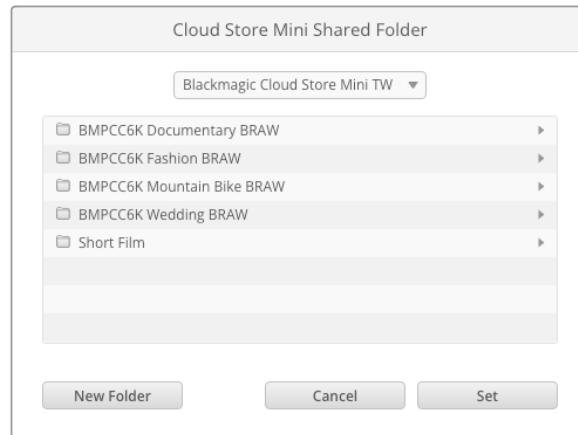 Cloud Store Mini Shared Folder
Blackmagic Cloud Store Mini TW
BMPCC6K Documentary BRAW
BMPCC6K Fashion BRAW
BMPCC6K Mountain Bike BRAW
BMPCC6K Wedding BRAW
Short Film
New Folder Cancel Set